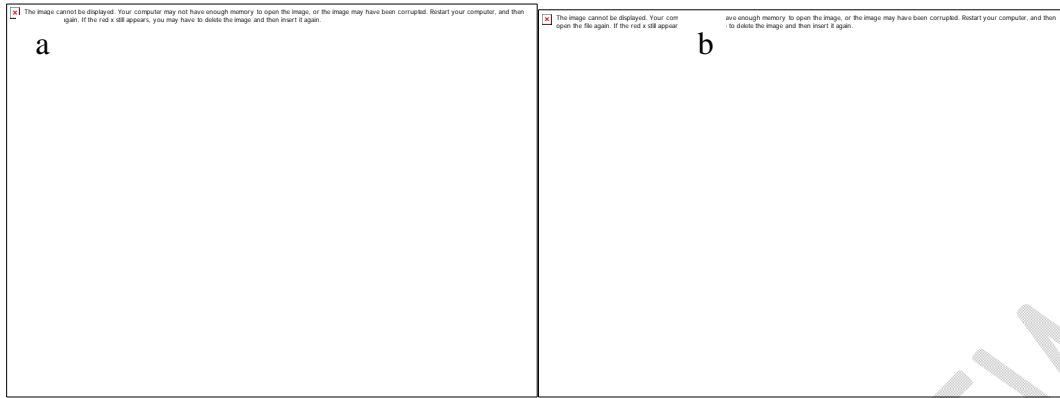 The image cannot be displayed. Your computer may not have enough memory to open the image, or the image may have been corrupted. Restart your computer, and then
again. If the red x still appears, you may have to delete the image and then insert it again.
a
The image cannot be displayed. Your com ave enough memory to open the image, or the image may have been corrupted. Restart your computer, and then
open the file again. If the red x still appear to delete the image and then insert it again.
b